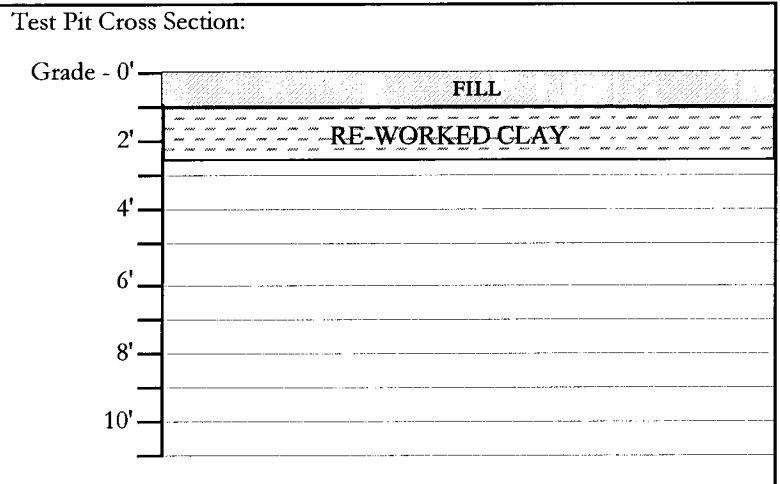 Test Pit Cross Section:
Grade - 0'
FILL
2'
RE-WORKED CLAY
4'
6'
8'
10'